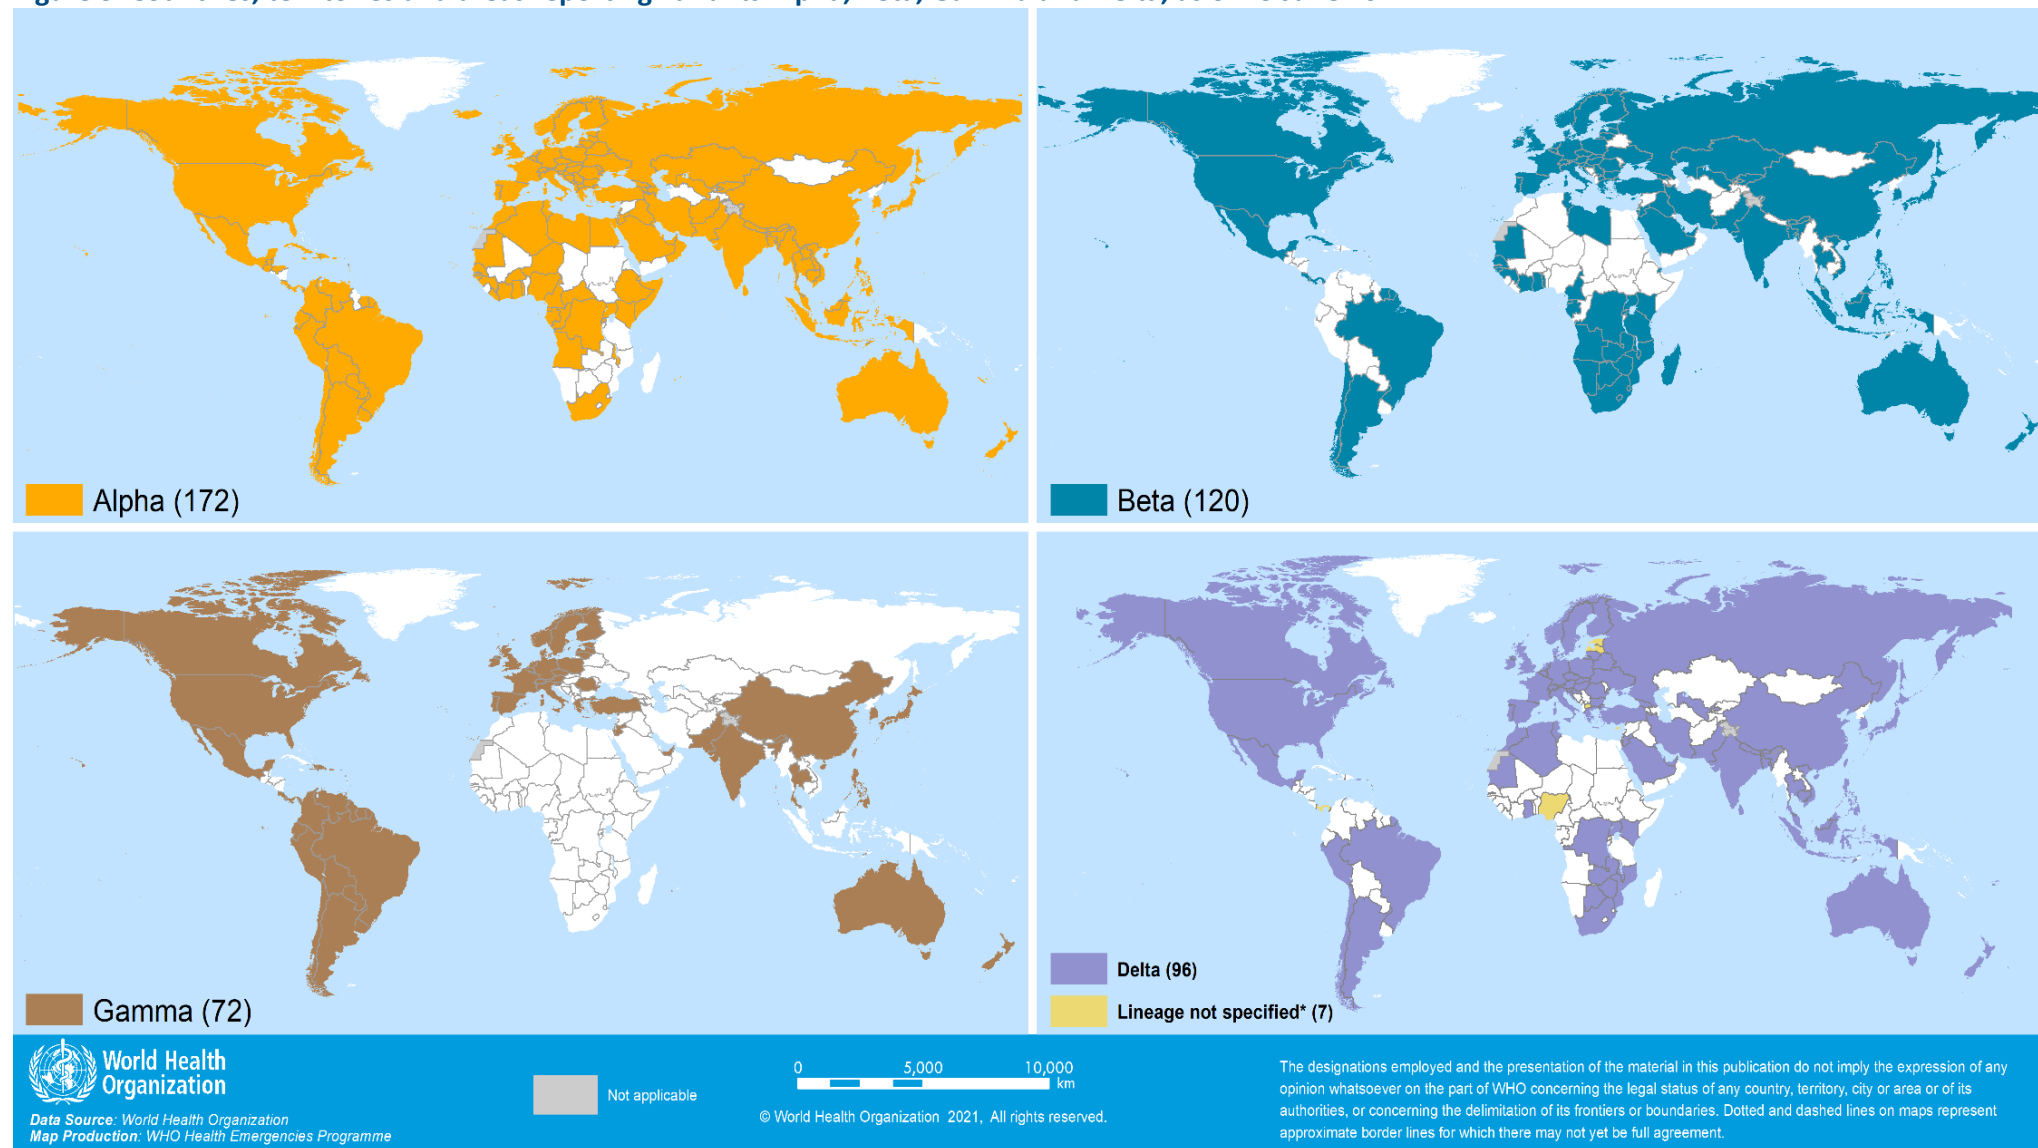 Alpha (172)
Beta (120)
Gamma (72)
Delta (96)
Lineage not specified* (7)
World Health
Organization
Data Source: World Health Organization
Map Production: WHO Health Emergencies Programme
Not applicable
0 5,000 10,000
km
© World Health Organization 2021, All rights reserved.
The designations employed and the presentation of the material in this publication do not imply the expression of any
opinion whatsoever on the part of WHO concerning the legal status of any country, territory, city or area or of its
authorities, or concerning the delimitation of its frontiers or boundaries. Dotted and dashed lines on maps represent
approximate border lines for which there may not yet be full agreement.